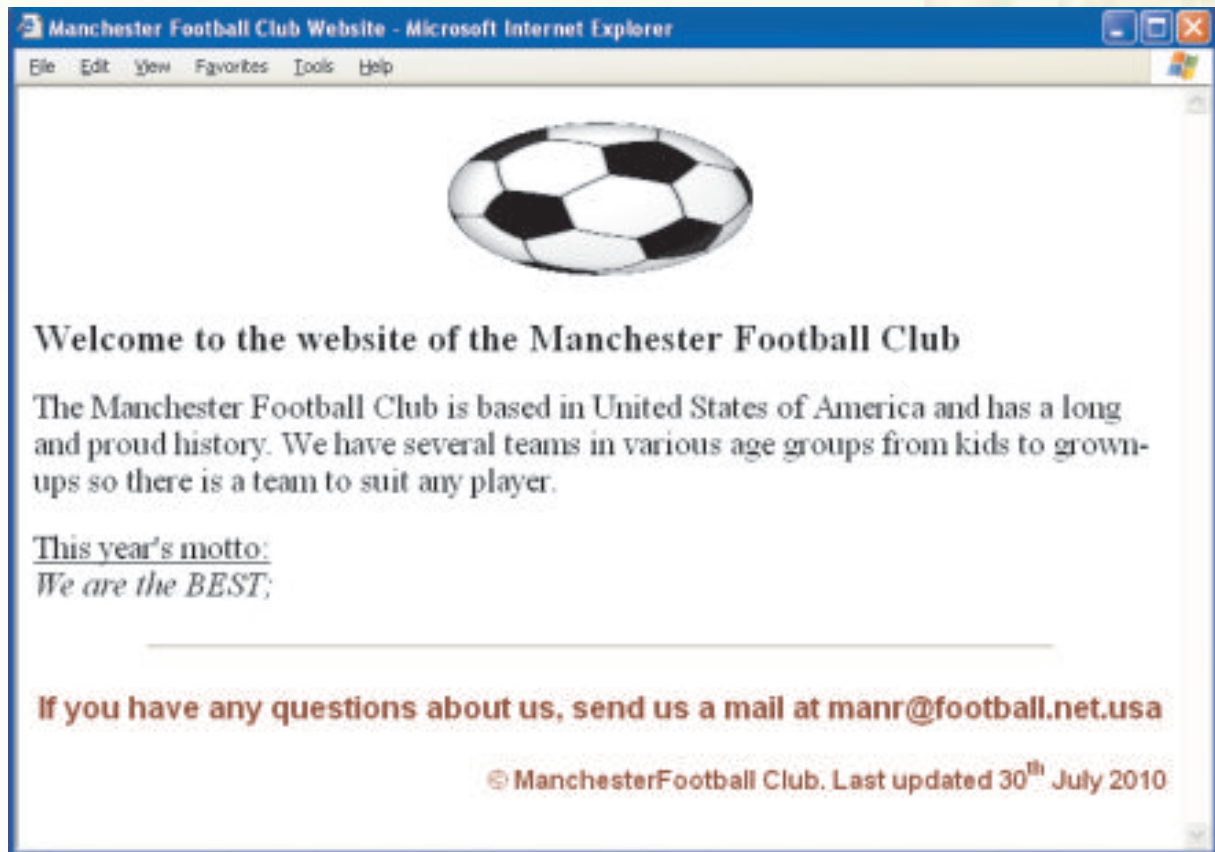 Manchester Football Club Website - Microsoft Internet Explorer
File Edit View Favorites Tools Help
Welcome to the website of the Manchester Football Club
The Manchester Football Club is based in United States of America and has a long
and proud history. We have several teams in various age groups from kids to grown-
ups so there is a team to suit any player.
This year's motto:
We are the BEST;
If you have any questions about us, send us a mail at manr@football.net.usa
© ManchesterFootball Club. Last updated 30th July 2010